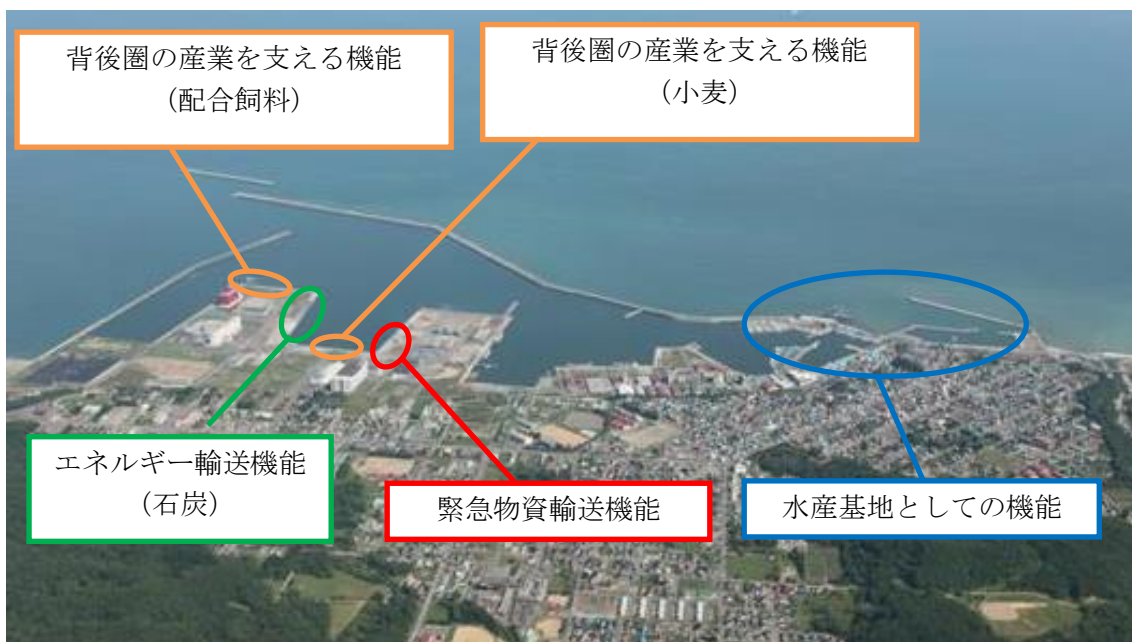 背後圏の産業を支える機能
（配合飼料）
背後圏の産業を支える機能
（小麦）
エネルギー輸送機能
（石炭）
緊急物資輸送機能
水産基地としての機能